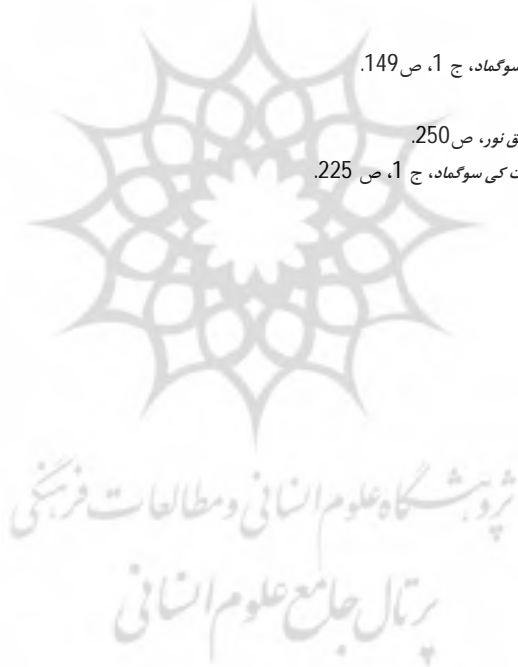 سوگماد، ج 1، ص149.
ق نور، ص250.
ت کی سوگماد، ج 1، ص 225.
پژوهشگاه علوم انسانی و مطالعات فرهنگی
پرتال جامع علوم انسانی